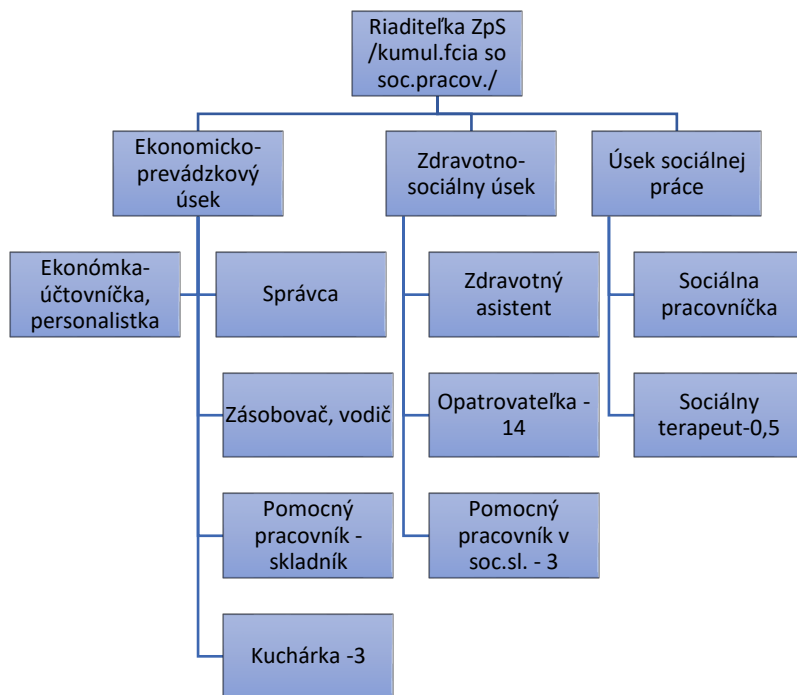 Riaditeľka ZpS
/kumul.fcia so
soc.pracov./
Ekonomicko-
prevádzkový
úsek
Zdravotno-
sociálny úsek
Úsek sociálnej
práce
Ekonómka-
účtovníčka,
personalistka
Správca
Zdravotný
asistent
Sociálna
pracovníčka
Zásobovač, vodič
Opatrovateľka -
14
Sociálny
terapeut-0,5
Pomocný
pracovník -
skladník
Pomocný
pracovník v
soc.sl. - 3
Kuchárka -3